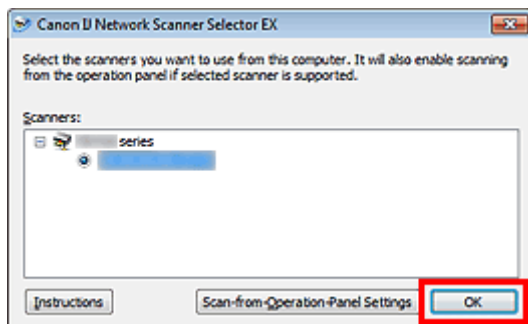 Canon IJ Network Scanner Selector EX
Select the scanners you want to use from this computer. It will also enable scanning
from the operation panel if selected scanner is supported.
Scanners:
series
Instructions
Scan-from-Operation-Panel Settings
OK